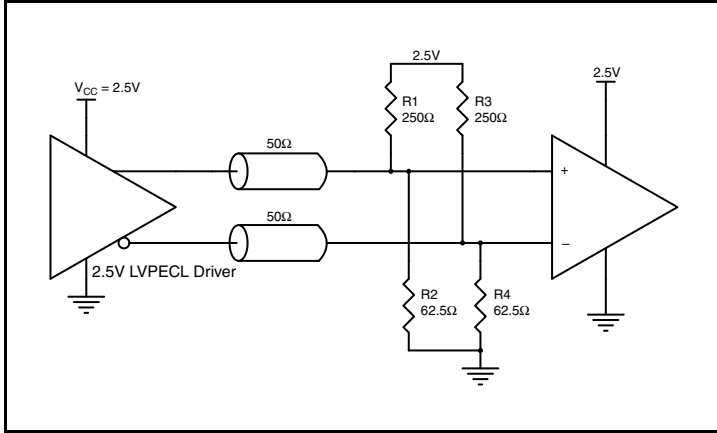 2.5V
V_CC = 2.5V
2.5V
R1
250Ω
R3
250Ω
50Ω
+
50Ω
–
2.5V LVPECL Driver
R2
62.5Ω
R4
62.5Ω